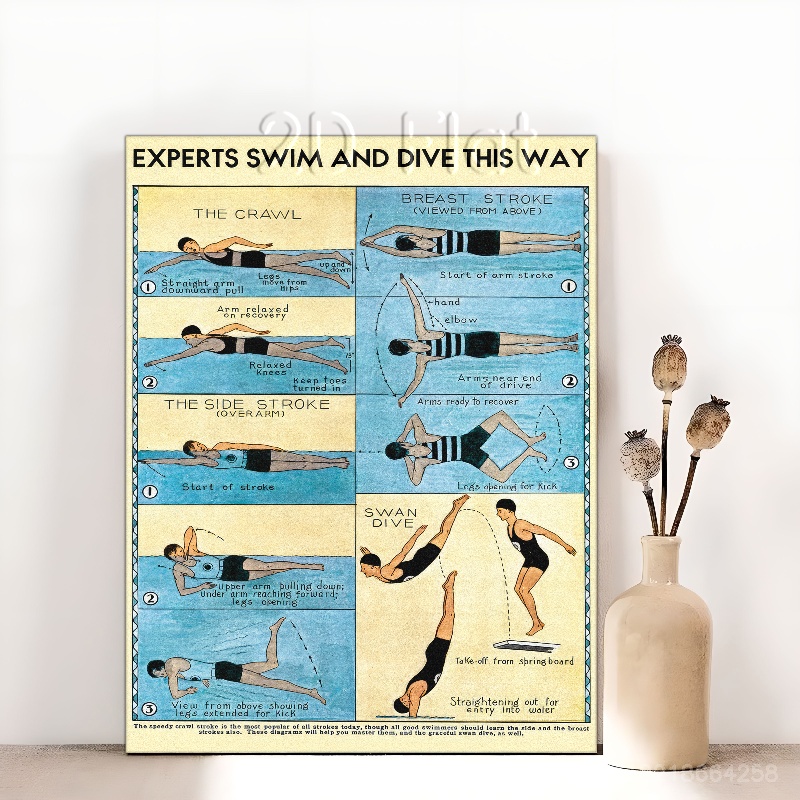 2D Flat
EXPERTS SWIM AND DIVE THIS WAY
THE CRAWL
up and
down
Straight arm
downward pull
Legs
move from
hips
1
Arm relaxed
on recovery
15"
Relaxed
knees
Keep toes
turned in
2
THE SIDE STROKE
(OVERARM)
Start of stroke
1
Upper arm pulling down;
under arm reaching forward;
legs opening
2
View from above showing
legs extended for kick
3
BREAST STROKE
(VIEWED FROM ABOVE)
Start of arm stroke
1
hand
elbow
Arms near end
of drive
2
Arms ready to recover
3
Legs opening for kick
SWAN
DIVE
Take-off from spring board
Straightening out for
entry into water
The speedy crawl stroke is the most popular of all strokes today, though all good swimmers should learn the side and the breast
strokes also. These diagrams will help you master them, and the graceful swan dive, as well.